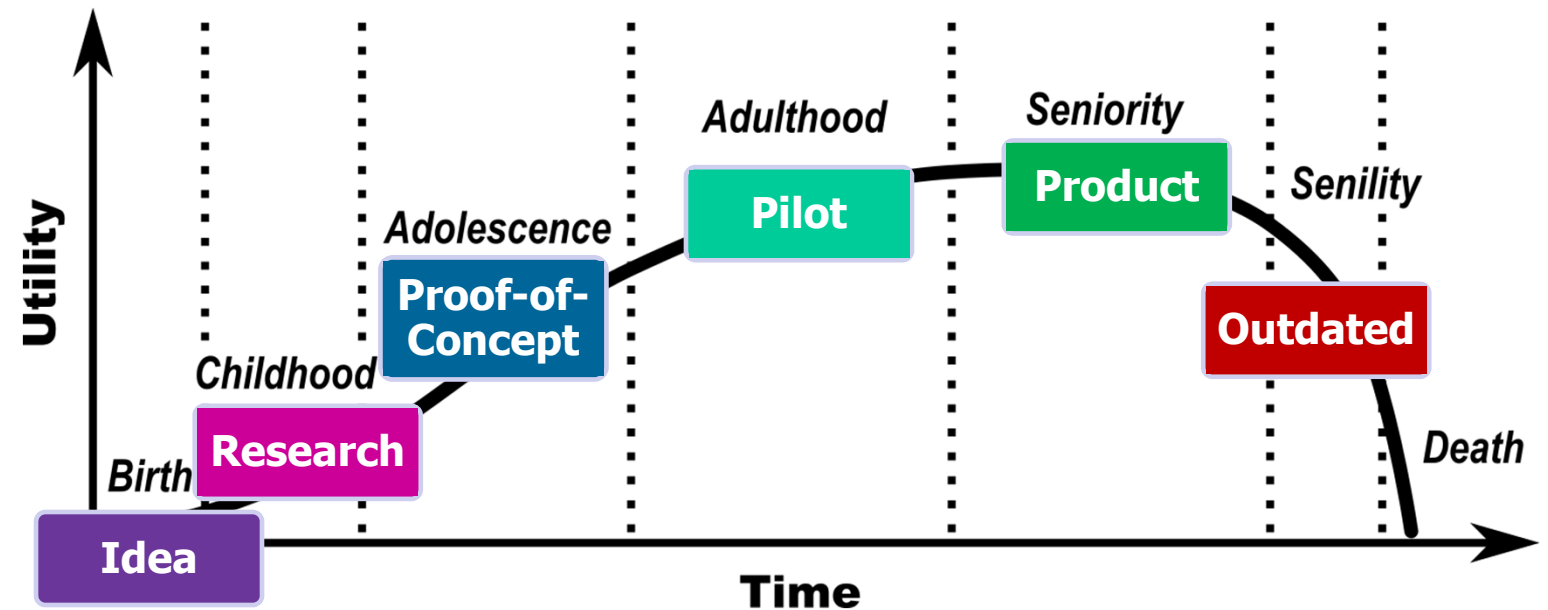 Utility
Birth
Idea
Childhood
Research
Adolescence
Proof-of-
Concept
Adulthood
Pilot
Seniority
Product
Senility
Outdated
Death
Time